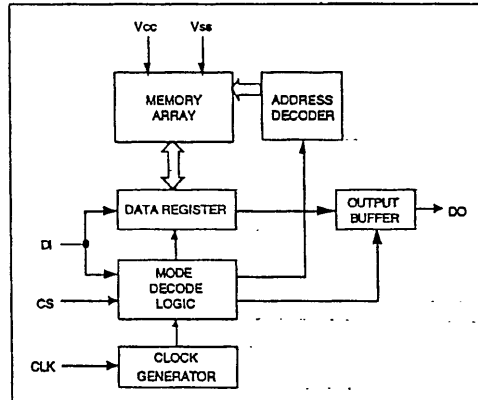 Vcc Vss
MEMORY
ARRAY
ADDRESS
DECODER
DATA REGISTER
OUTPUT
BUFFER
DO
DI
MODE
DECODE
LOGIC
CS
CLK
CLOCK
GENERATOR